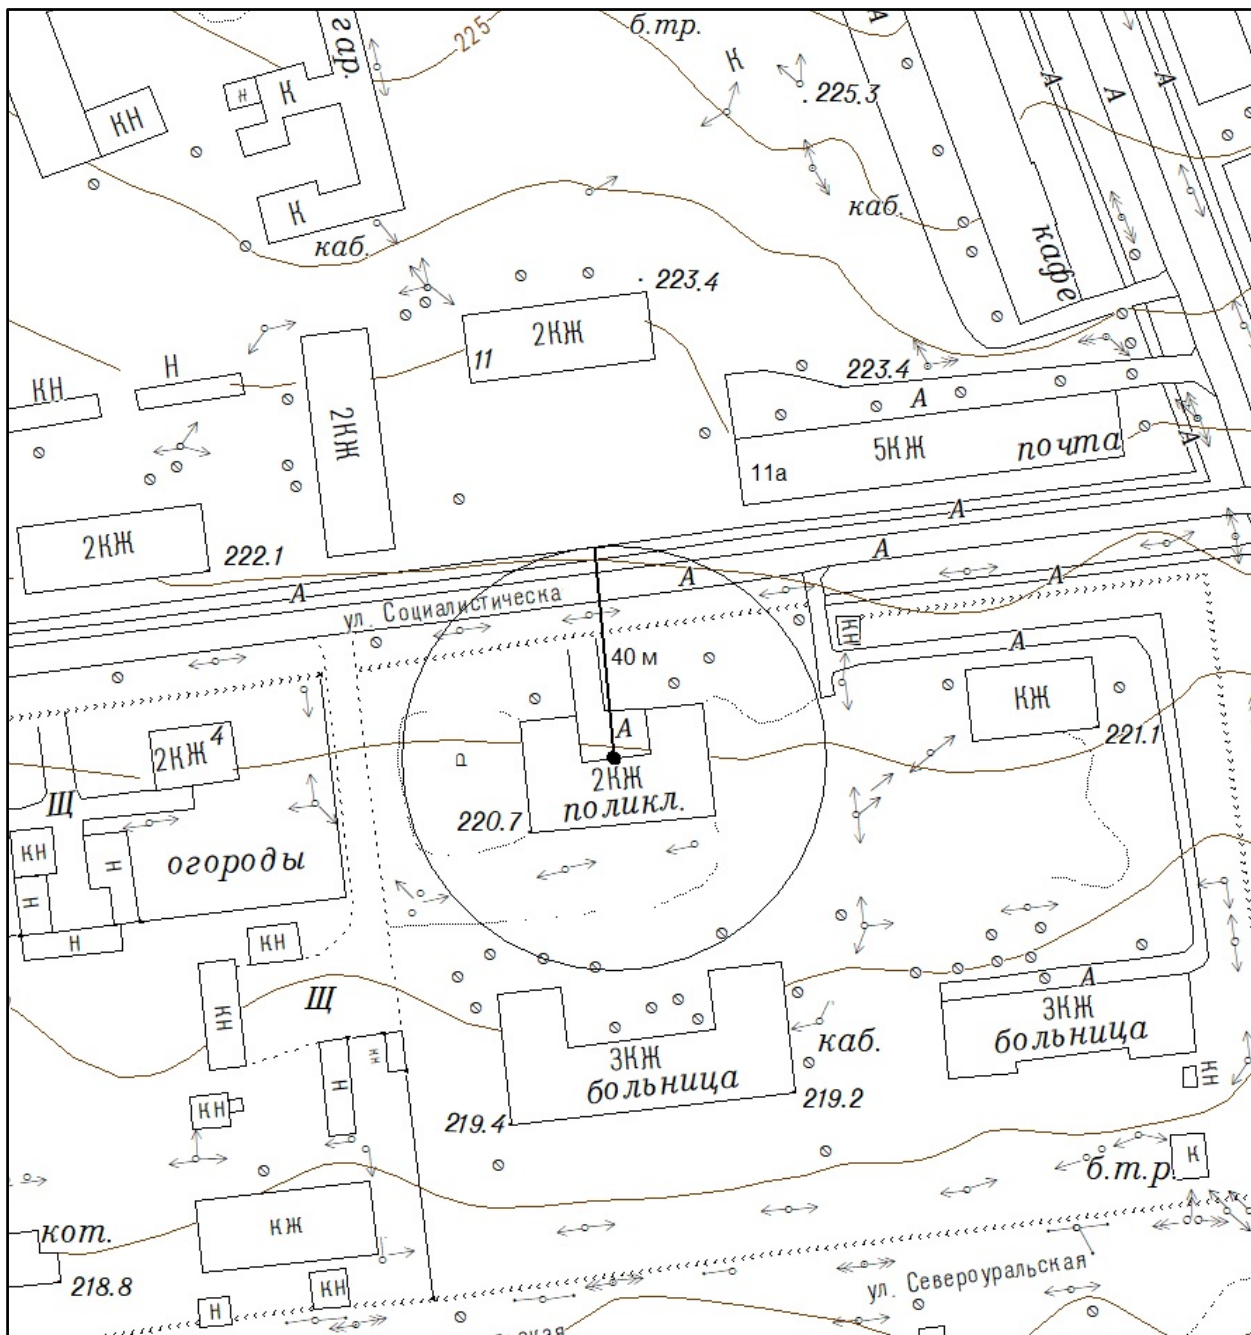 225
гар.
б.тр.
А
К
А
А
А
К
н
К
225.3
КН
К
каб.
каб.
кафе
223.4
2КЖ
11
Н
КН
223.4
А
2КЖ
5КЖ
почта
А
11а
2КЖ
222.1
А
А
А
А
А
ул. Социалистическа
КН
40 м
А
КЖ
4
2КЖ
А
221.1
2КЖ
поликл.
220.7
Щ
КН
Н
огороды
Н
Н
КН
Щ
КН
А
3КЖ
больница
каб.
3КЖ
больница
КН
КН
Н
219.4
219.2
КН
КН
б.т.р.
К
КЖ
кот.
218.8
КН
Н
ул. Североуральская